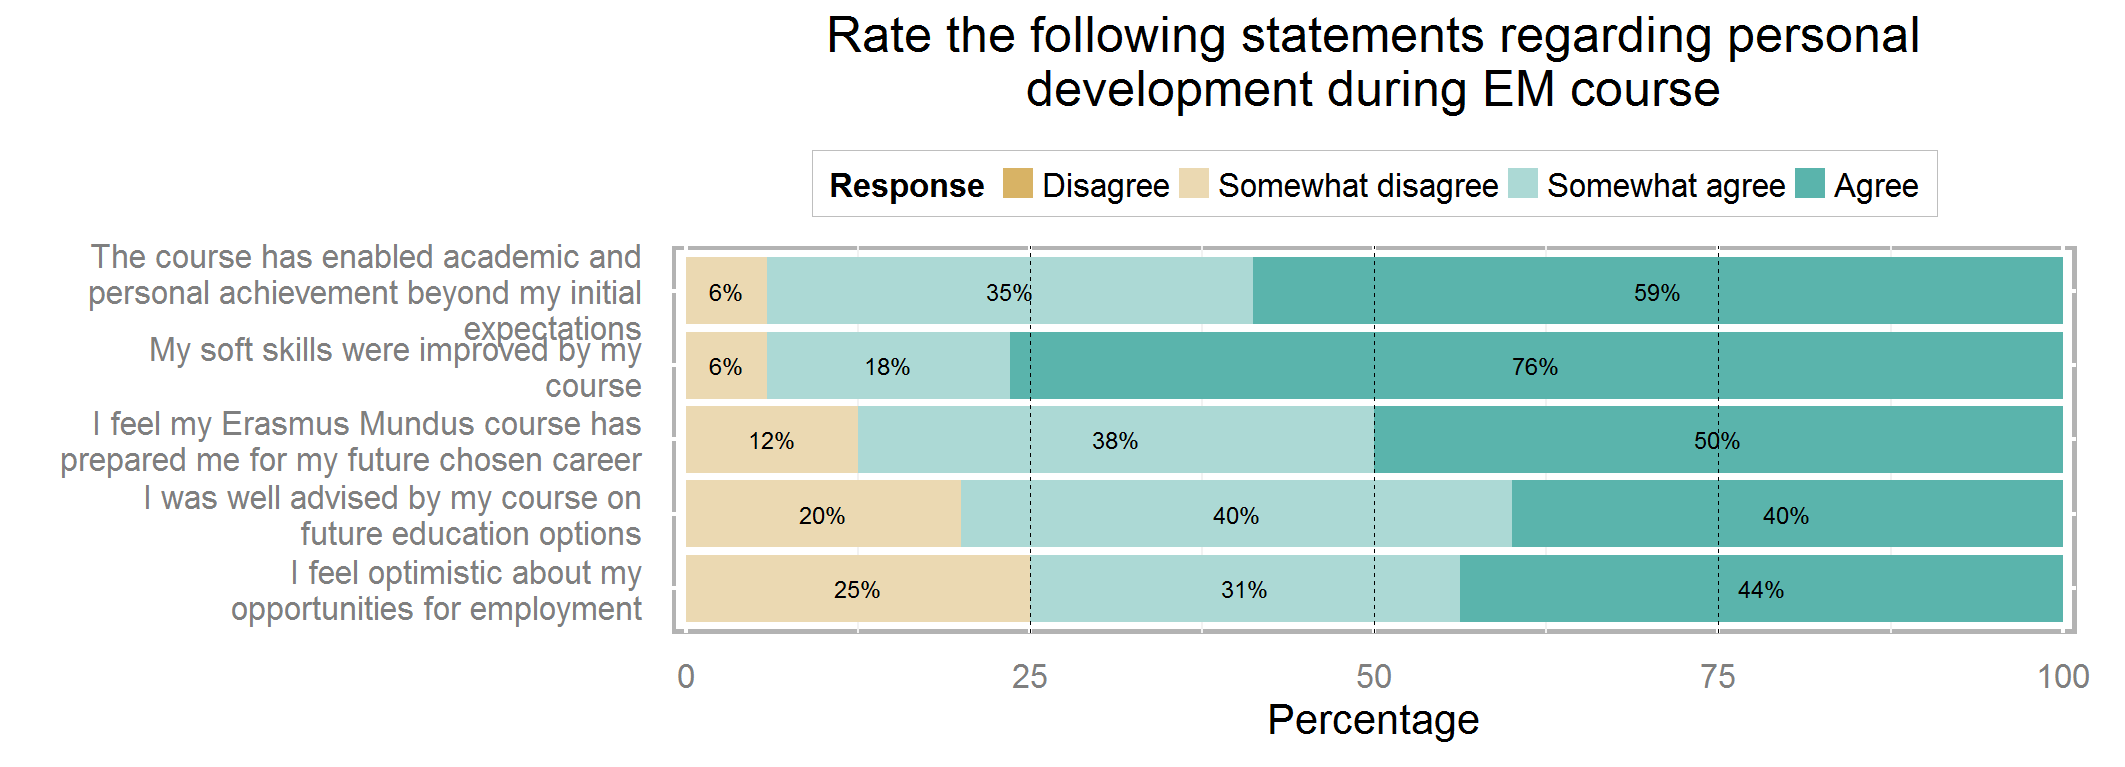 Rate the following statements regarding personal
development during EM course
Response Disagree Somewhat disagree Somewhat agree Agree
The course has enabled academic and
personal achievement beyond my initial
expectations
6% 35% 59%
My soft skills were improved by my
course
6% 18% 76%
I feel my Erasmus Mundus course has
prepared me for my future chosen career
12% 38% 50%
I was well advised by my course on
future education options
20% 40% 40%
I feel optimistic about my
opportunities for employment
25% 31% 44%
0 25 50 75 100
Percentage